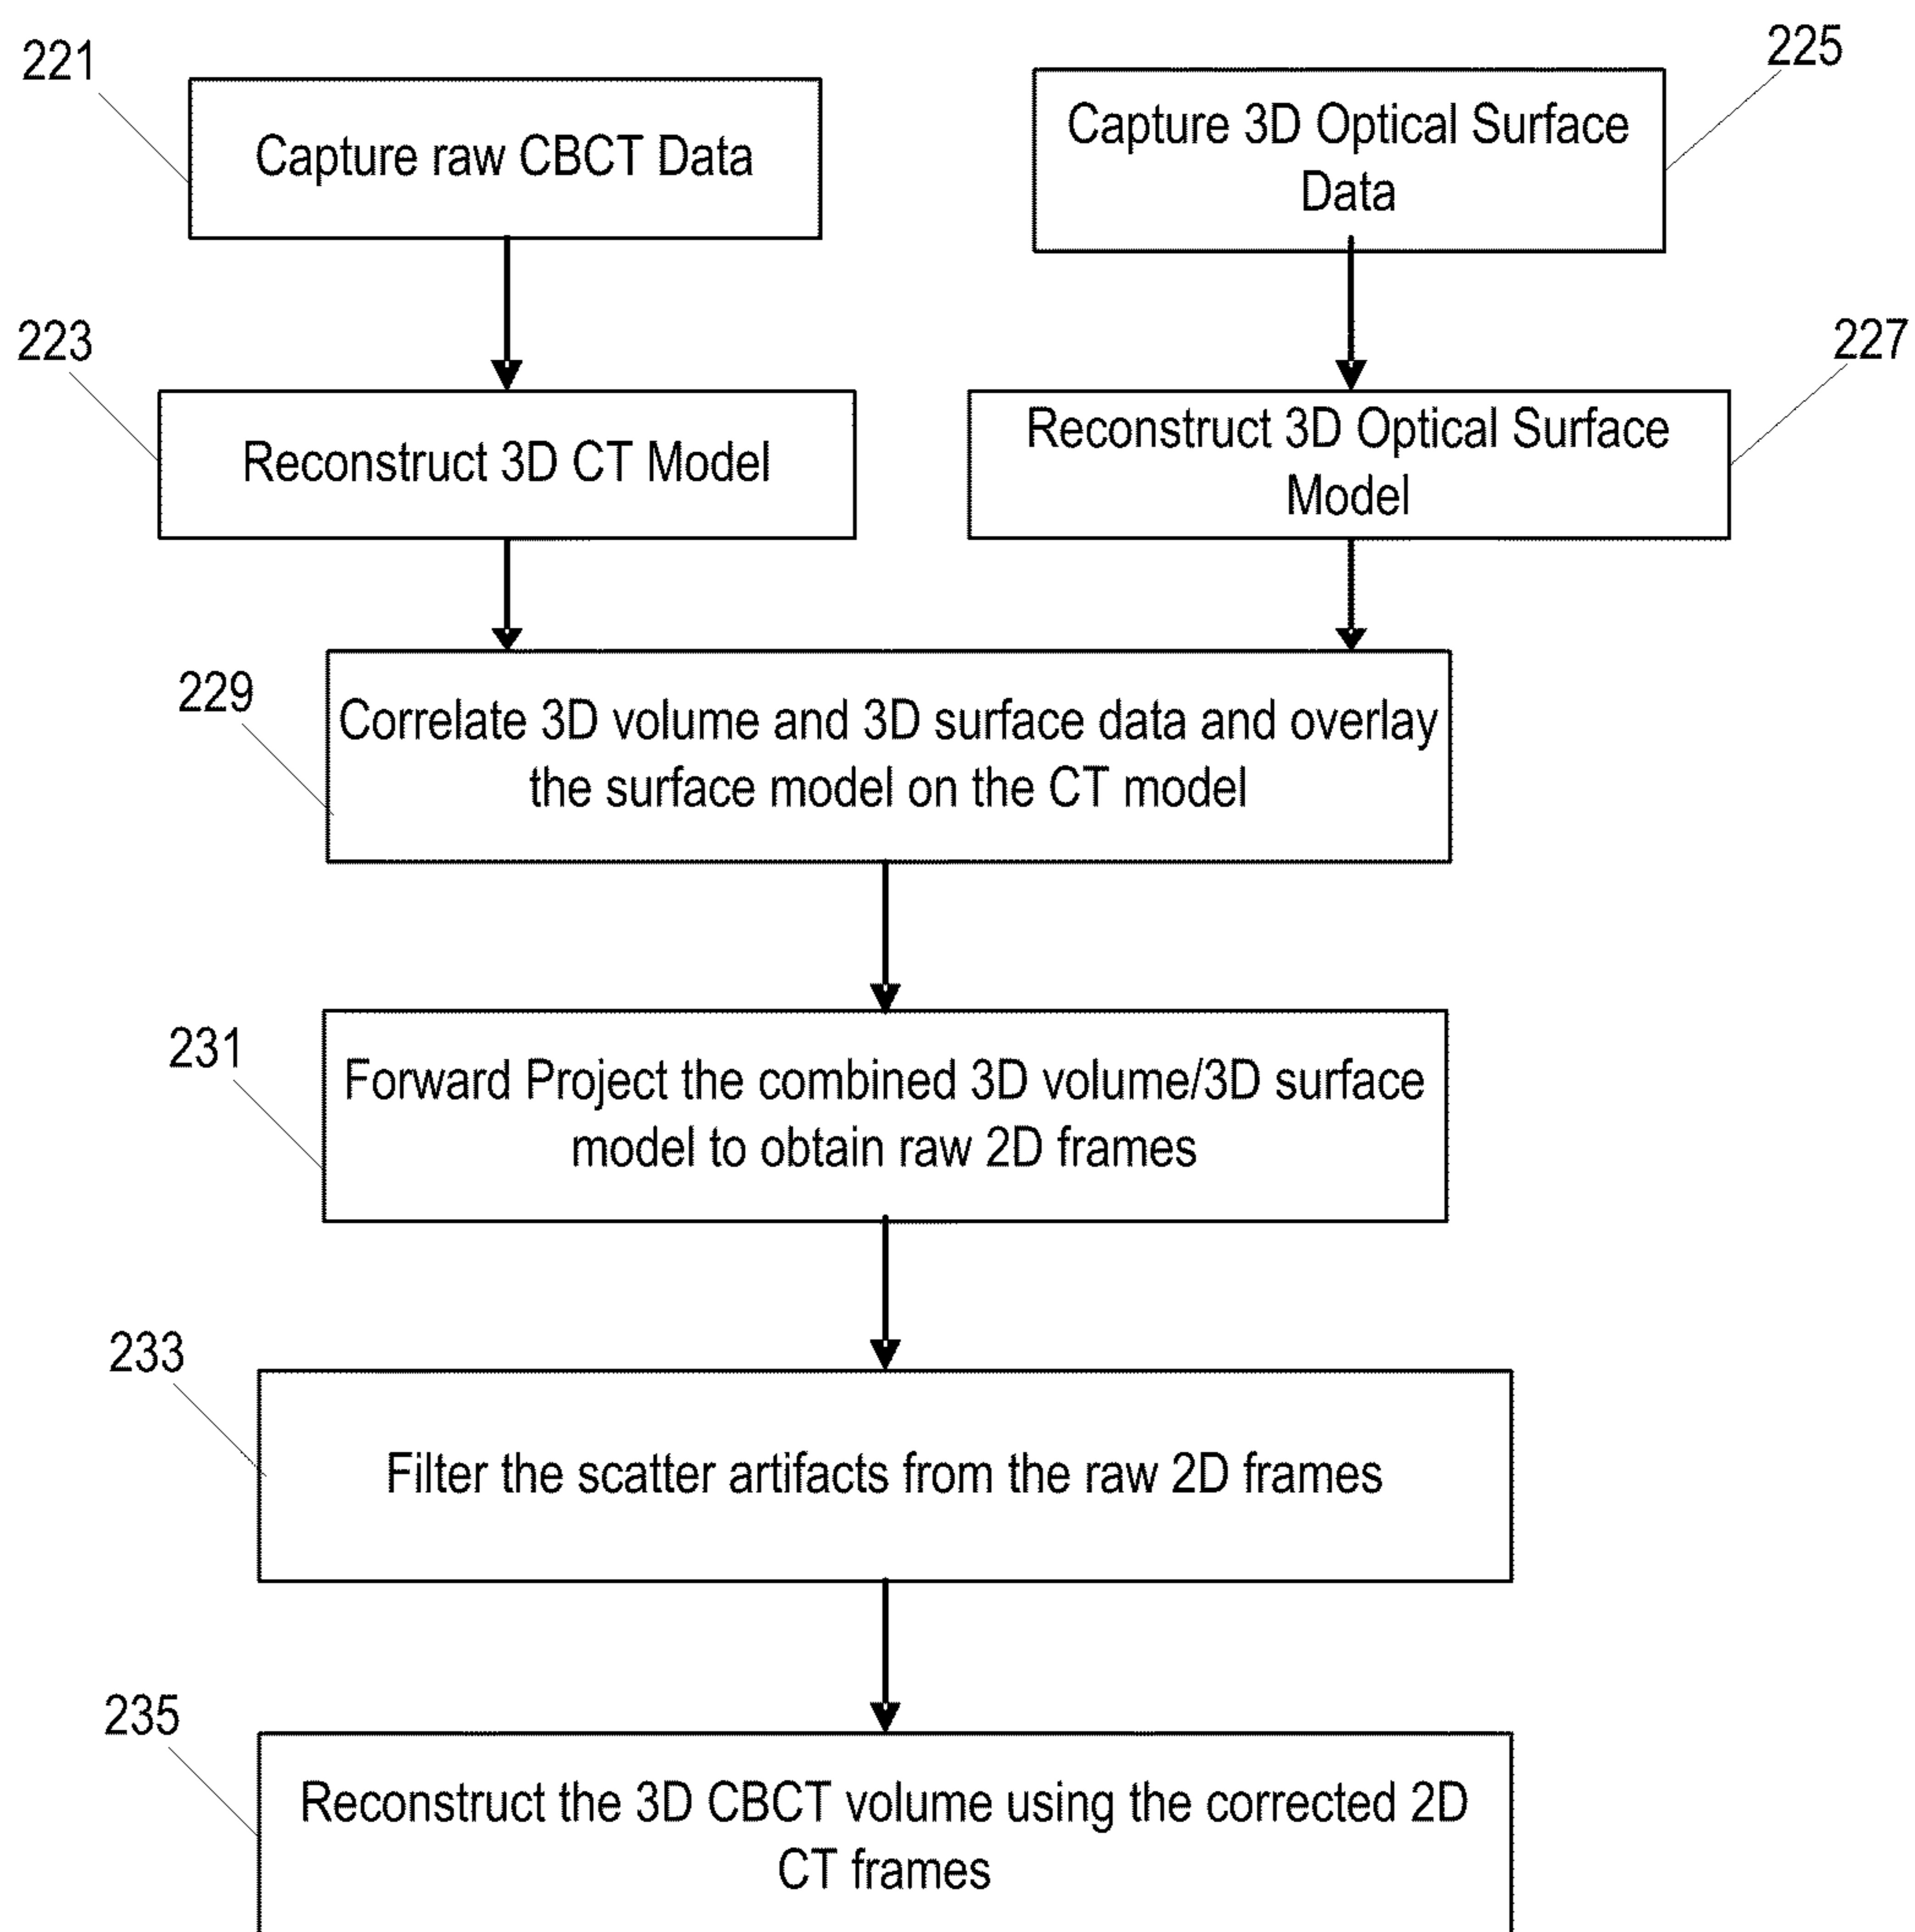 221
Capture raw CBCT Data
225
Capture 3D Optical Surface
Data
223
Reconstruct 3D CT Model
227
Reconstruct 3D Optical Surface
Model
229
Correlate 3D volume and 3D surface data and overlay
the surface model on the CT model
231
Forward Project the combined 3D volume/3D surface
model to obtain raw 2D frames
233
Filter the scatter artifacts from the raw 2D frames
235
Reconstruct the 3D CBCT volume using the corrected 2D
CT frames